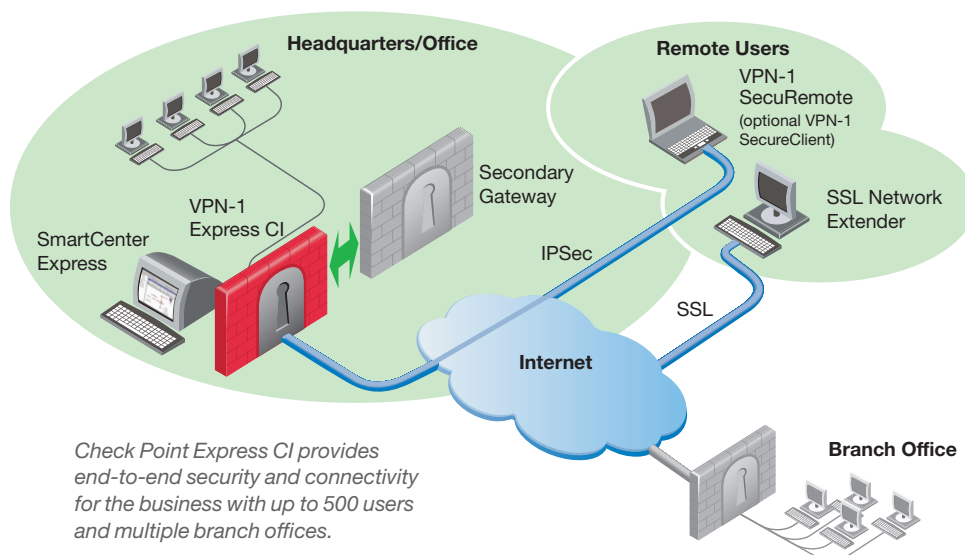 Headquarters/Office
Remote Users
VPN-1
SecuRemote
(optional VPN-1
SecureClient)
Secondary
Gateway
SSL Network
Extender
VPN-1
Express CI
SmartCenter
Express
IPSec
SSL
Internet
Branch Office
Check Point Express CI provides
end-to-end security and connectivity
for the business with up to 500 users
and multiple branch offices.